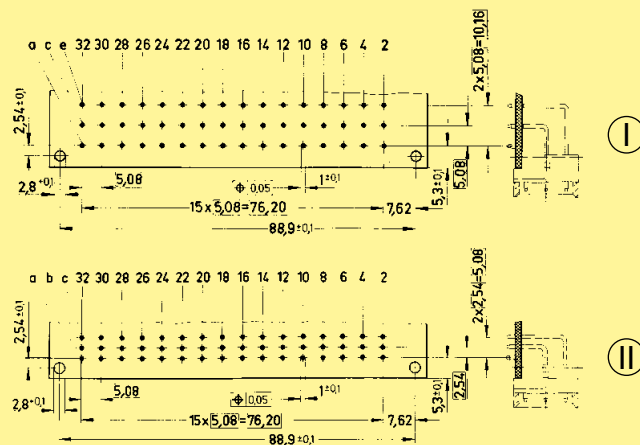 a c e 32 30 28 26 24 22 20 18 16 14 12 10 8 6 4 2
2x5,08=10,16
I
2,54±0,1
2,8+0,1
5,08
⌖ 0,05
1±0,1
5,3±0,1
5,08
15x5,08=76,20
7,62
88,9±0,1
a b c 32 30 28 26 24 22 20 18 16 14 12 10 8 6 4 2
2x2,54=5,08
II
2,54±0,1
2,8+0,1
5,08
⌖ 0,05
1±0,1
5,3±0,1
2,54
15x5,08=76,20
7,62
88,9±0,1